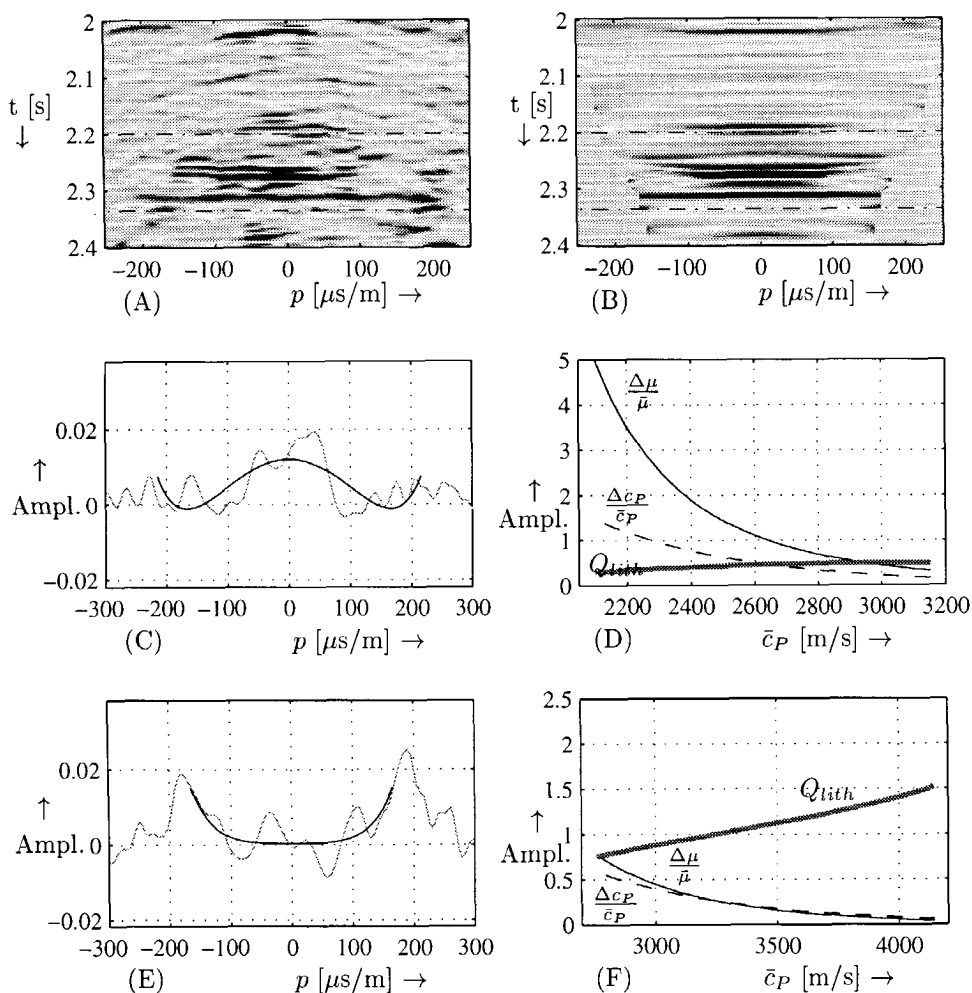 2
2.1
t [s]
↓
2.2
2.3
2.4
−200 −100 0 100 200
(A) p [μs/m] →
2
2.1
t [s]
↓
2.2
2.3
2.4
−200 −100 0 100 200
(B) p [μs/m] →
0.02
↑
Ampl. 0
−0.02
−300 −200 −100 0 100 200 300
(C) p [μs/m] →
5
4
3
↑
2
Ampl.
1
0
Δμ/μ̄
Δc_P/c̄_P
Q_lith
2200 2400 2600 2800 3000 3200
(D) c̄_P [m/s] →
0.02
↑
Ampl. 0
−0.02
−300 −200 −100 0 100 200 300
(E) p [μs/m] →
2.5
2
1.5
↑
1
Ampl.
0.5
0
Q_lith
Δμ/μ̄
Δc_P/c̄_P
3000 3500 4000
(F) c̄_P [m/s] →